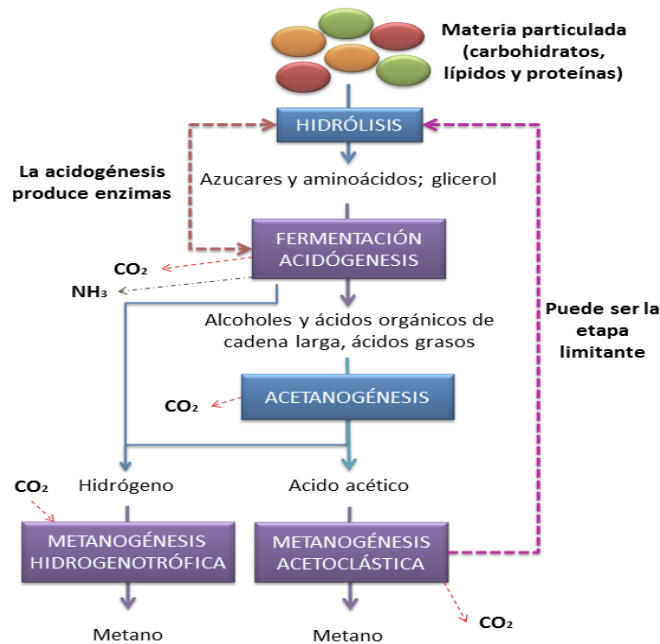 Materia particulada
(carbohidratos,
lípidos y proteínas)
HIDRÓLISIS
La acidogénesis
produce enzimas
Azucares y aminoácidos; glicerol
FERMENTACIÓN
ACIDÓGENESIS
CO₂
NH₃
Puede ser la
etapa
limitante
Alcoholes y ácidos orgánicos de
cadena larga, ácidos grasos
ACETANOGÉNESIS
CO₂
CO₂
Hidrógeno
Acido acético
METANOGÉNESIS
HIDROGENOTRÓFICA
METANOGÉNESIS
ACETOCLÁSTICA
CO₂
Metano
Metano